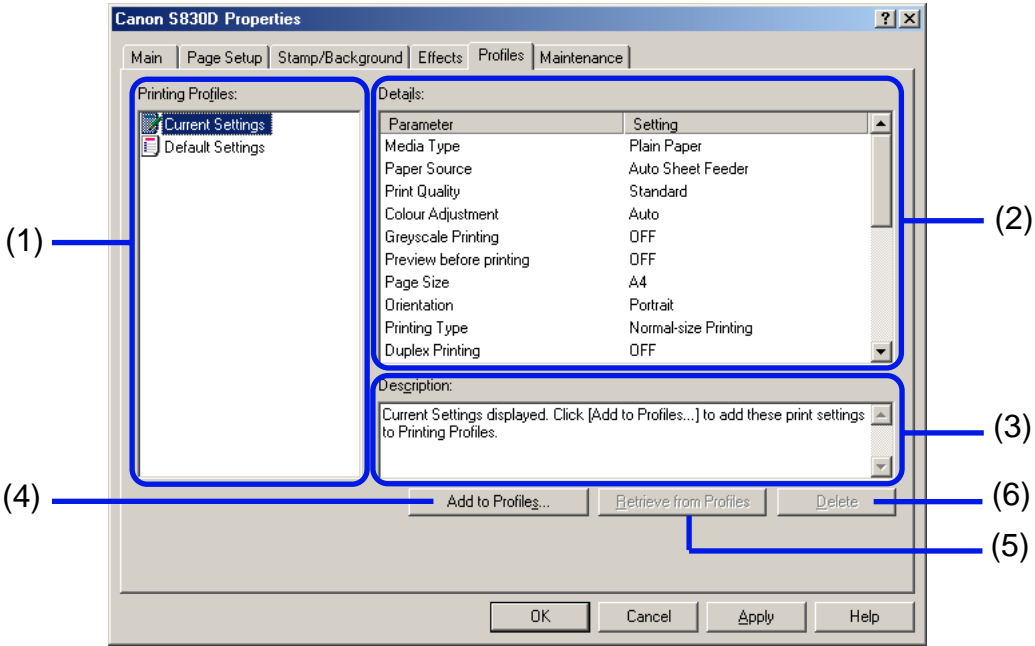 Canon S830D Properties
Main Page Setup Stamp/Background Effects Profiles Maintenance
Printing Profiles:
Current Settings
Default Settings
Details:
Parameter Setting
Media Type Plain Paper
Paper Source Auto Sheet Feeder
Print Quality Standard
Colour Adjustment Auto
Greyscale Printing OFF
Preview before printing OFF
Page Size A4
Orientation Portrait
Printing Type Normal-size Printing
Duplex Printing OFF
Description:
Current Settings displayed. Click [Add to Profiles...] to add these print settings
to Printing Profiles.
Add to Profiles... Retrieve from Profiles Delete
OK Cancel Apply Help
(1)
(2)
(3)
(4)
(6)
(5)